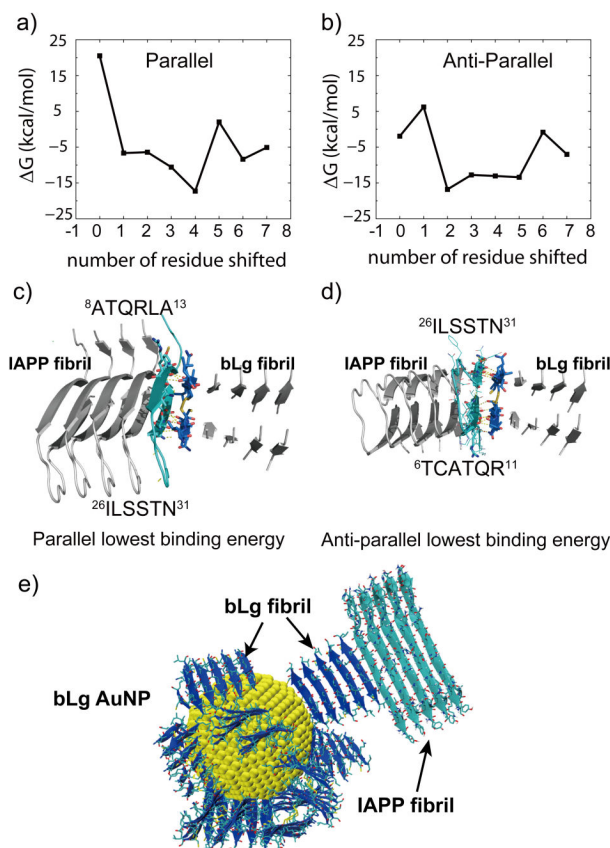 a)
b)
25
15
5
−5
−15
−25
ΔG (kcal/mol)
Parallel
-1 0 1 2 3 4 5 6 7 8
number of residue shifted
25
15
5
−5
−15
−25
ΔG (kcal/mol)
Anti-Parallel
-1 0 1 2 3 4 5 6 7 8
number of residue shifted
c)
⁸ATQRLA¹³
IAPP fibril
bLg fibril
²⁶ILSSTN³¹
Parallel lowest binding energy
d)
²⁶ILSSTN³¹
IAPP fibril
bLg fibril
⁶TCATQR¹¹
Anti-parallel lowest binding energy
e)
bLg fibril
bLg AuNP
IAPP fibril